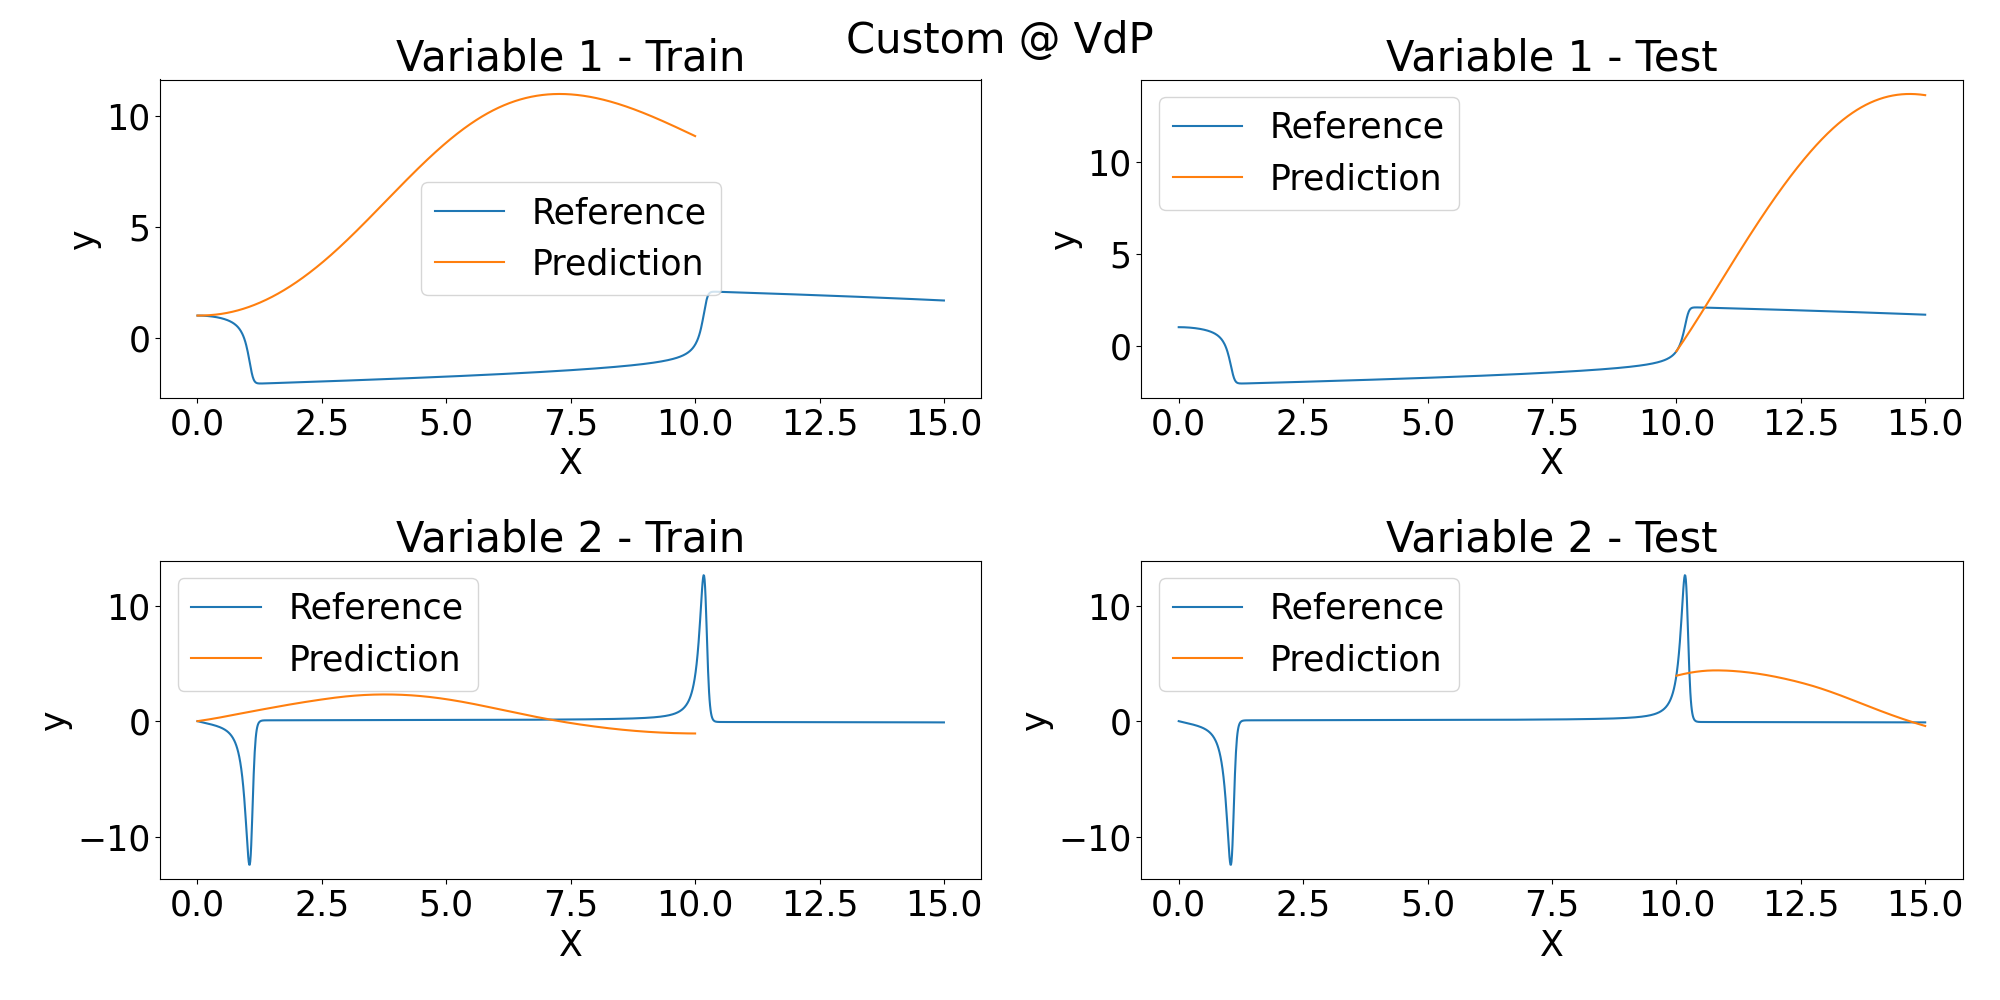 Custom @ VdP
Variable 1 - Train
10
5
0
y
Reference
Prediction
0.0 2.5 5.0 7.5 10.0 12.5 15.0
X
Variable 1 - Test
10
5
0
y
Reference
Prediction
0.0 2.5 5.0 7.5 10.0 12.5 15.0
X
Variable 2 - Train
10
0
−10
y
Reference
Prediction
0.0 2.5 5.0 7.5 10.0 12.5 15.0
X
Variable 2 - Test
10
0
−10
y
Reference
Prediction
0.0 2.5 5.0 7.5 10.0 12.5 15.0
X